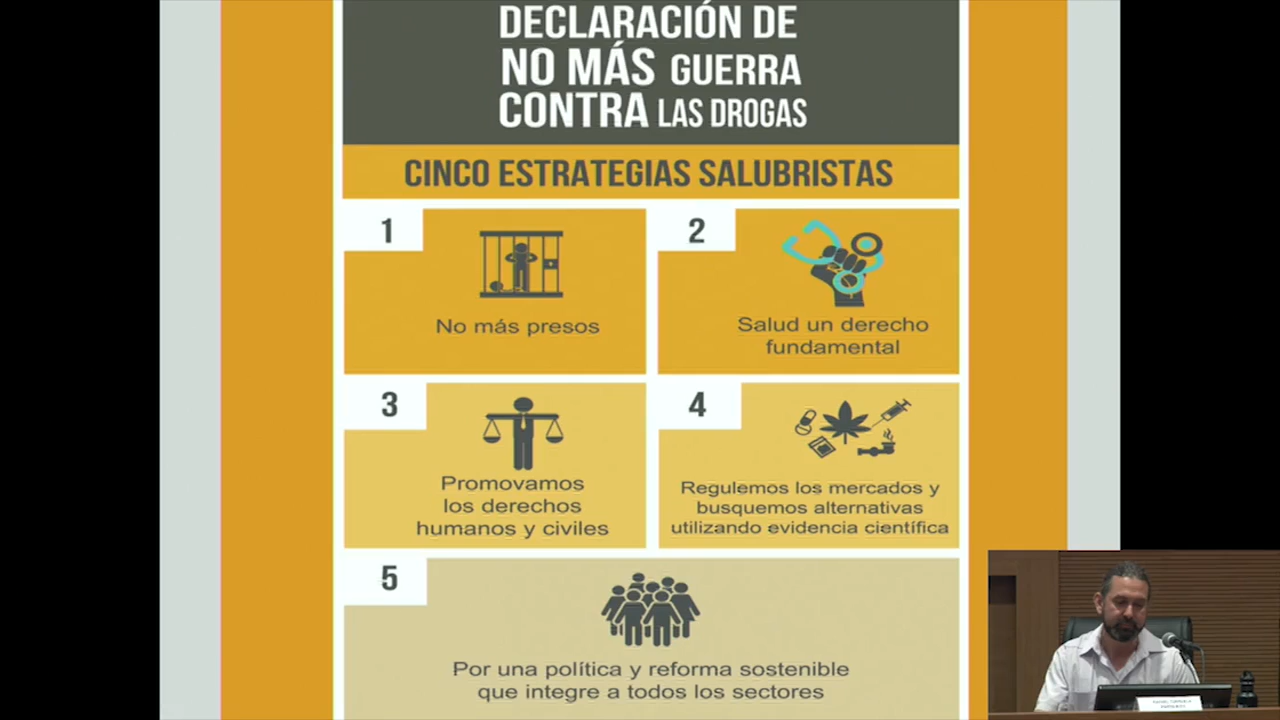 DECLARACIÓN DE
NO MÁS GUERRA
CONTRA LAS DROGAS
CINCO ESTRATEGIAS SALUBRISTAS
1
No más presos
2
Salud un derecho
fundamental
3
Promovamos
los derechos
humanos y civiles
4
Regulemos los mercados y
busquemos alternativas
utilizando evidencia científica
5
Por una política y reforma sostenible
que integre a todos los sectores